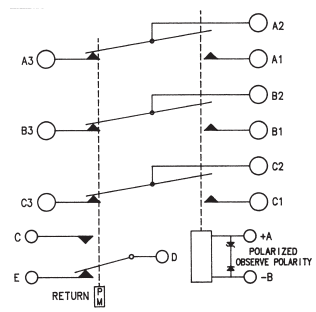 A2
A3
A1
B2
B3
B1
C2
C3
C1
C
+A
D
POLARIZED
OBSERVE POLARITY
E
-B
RETURN
P
M